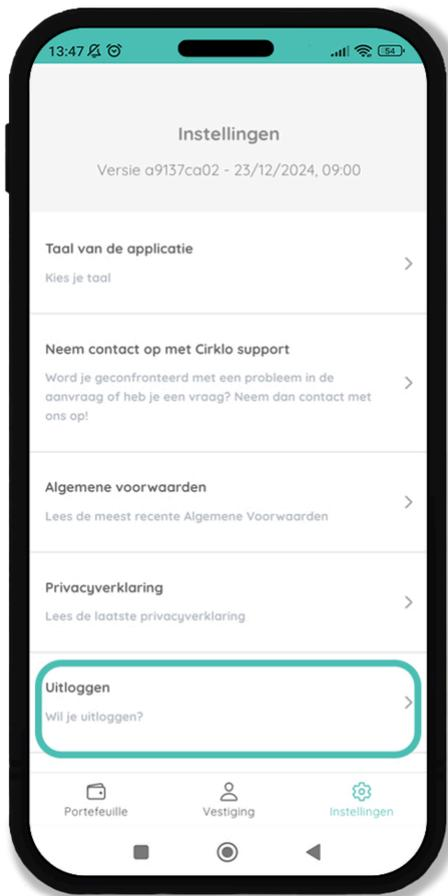 13:47
54
Instellingen
Versie a9137ca02 - 23/12/2024, 09:00
Taal van de applicatie
Kies je taal
Neem contact op met Cirklo support
Word je geconfronteerd met een probleem in de
aanvraag of heb je een vraag? Neem dan contact met
ons op!
Algemene voorwaarden
Lees de meest recente Algemene Voorwaarden
Privacyverklaring
Lees de laatste privacyverklaring
Uitloggen
Wil je uitloggen?
Portefeuille
Vestiging
Instellingen